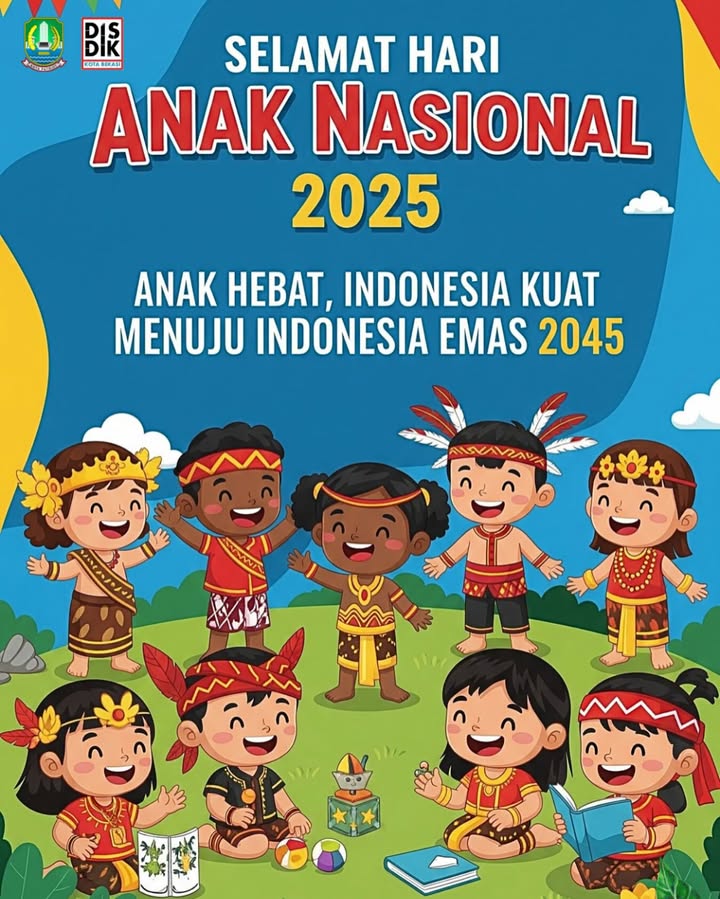 DIS
DIK
KOTA BEKASI
SELAMAT HARI
ANAK NASIONAL
2025
ANAK HEBAT, INDONESIA KUAT
MENUJU INDONESIA EMAS 2045